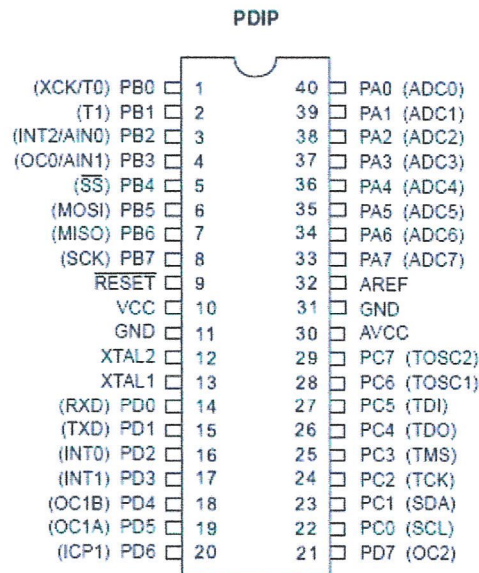 PDIP
(XCK/T0) PB0 1 40 PA0 (ADC0)
(T1) PB1 2 39 PA1 (ADC1)
(INT2/AIN0) PB2 3 38 PA2 (ADC2)
(OC0/AIN1) PB3 4 37 PA3 (ADC3)
(SS) PB4 5 36 PA4 (ADC4)
(MOSI) PB5 6 35 PA5 (ADC5)
(MISO) PB6 7 34 PA6 (ADC6)
(SCK) PB7 8 33 PA7 (ADC7)
RESET 9 32 AREF
VCC 10 31 GND
GND 11 30 AVCC
XTAL2 12 29 PC7 (TOSC2)
XTAL1 13 28 PC6 (TOSC1)
(RXD) PD0 14 27 PC5 (TDI)
(TXD) PD1 15 26 PC4 (TDO)
(INT0) PD2 16 25 PC3 (TMS)
(INT1) PD3 17 24 PC2 (TCK)
(OC1B) PD4 18 23 PC1 (SDA)
(OC1A) PD5 19 22 PC0 (SCL)
(ICP1) PD6 20 21 PD7 (OC2)